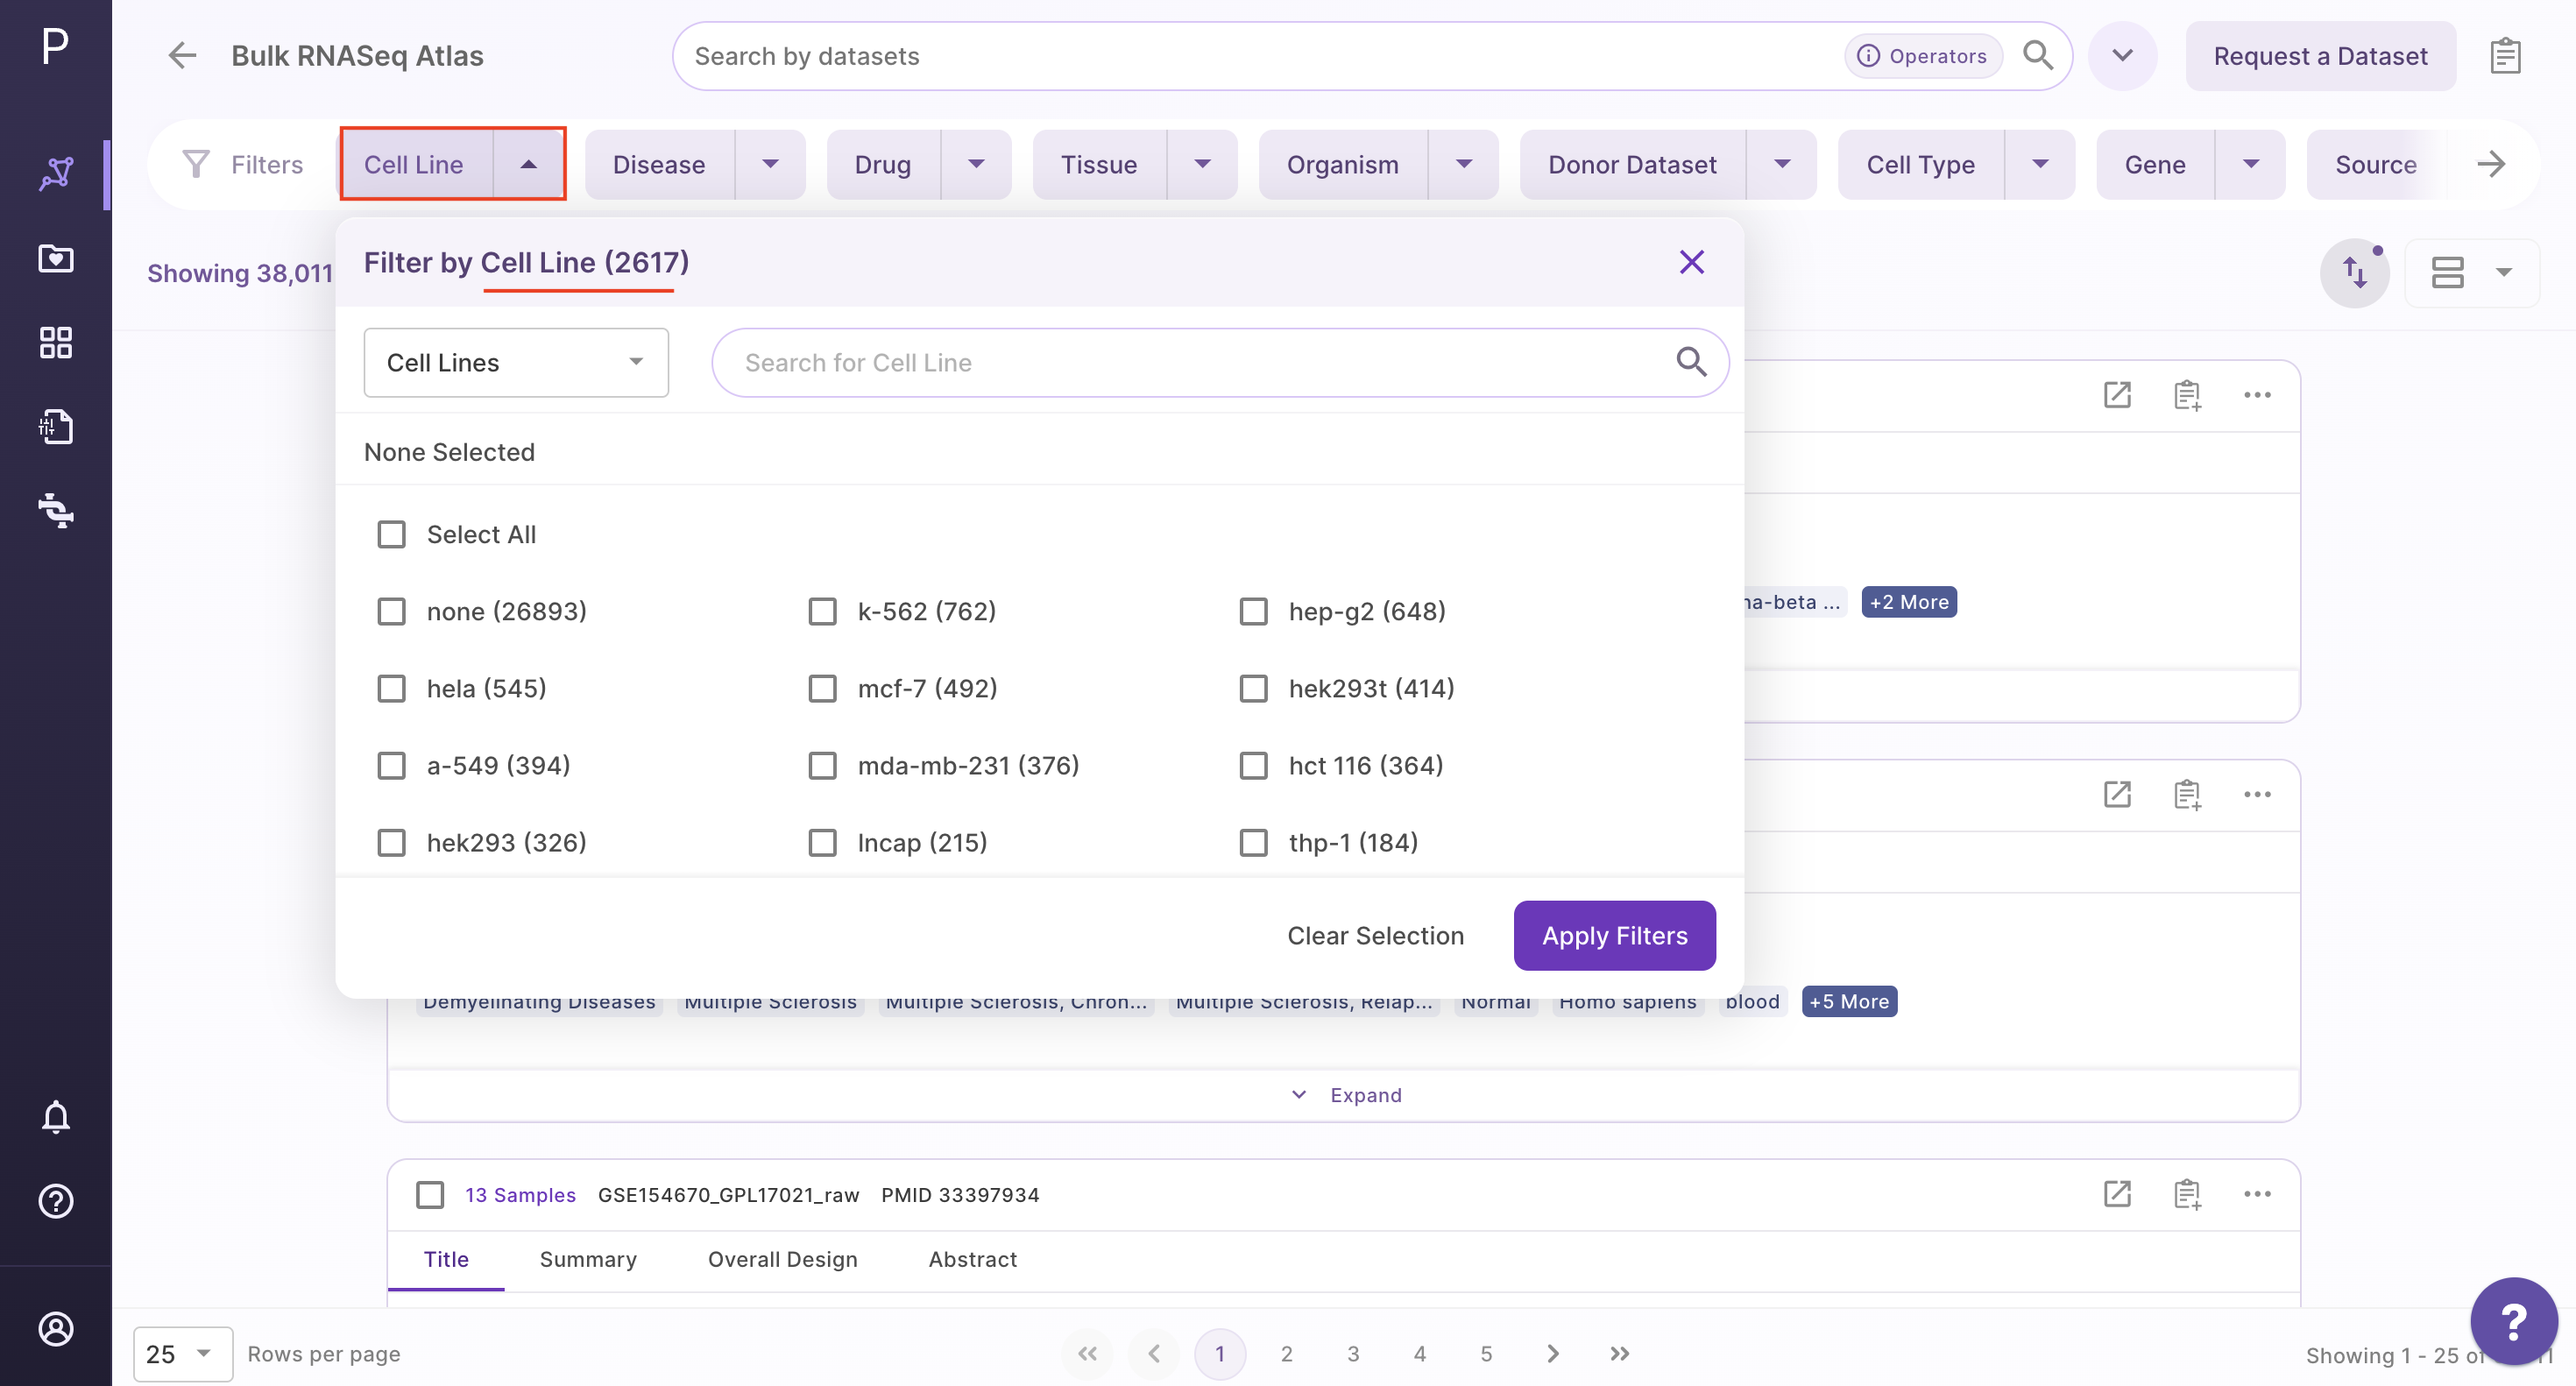 P
Bulk RNASeq Atlas
Search by datasets
Operators
Request a Dataset
Filters
Cell Line
Disease
Drug
Tissue
Organism
Donor Dataset
Cell Type
Gene
Source
Showing 38,011
Filter by Cell Line (2617)
Cell Lines
Search for Cell Line
None Selected
Select All
none (26893)
k-562 (762)
hep-g2 (648)
hela (545)
mcf-7 (492)
hek293t (414)
a-549 (394)
mda-mb-231 (376)
hct 116 (364)
hek293 (326)
lncap (215)
thp-1 (184)
Clear Selection
Apply Filters
-beta ...
+2 More
Demyelinating Diseases
Multiple Sclerosis
Multiple Sclerosis, Chron...
Multiple Sclerosis, Relap...
Normal
Homo sapiens
blood
+5 More
Expand
13 Samples
GSE154670_GPL17021_raw
PMID 33397934
Title
Summary
Overall Design
Abstract
25
Rows per page
1
2
3
4
5
Showing 1 - 25 of
?